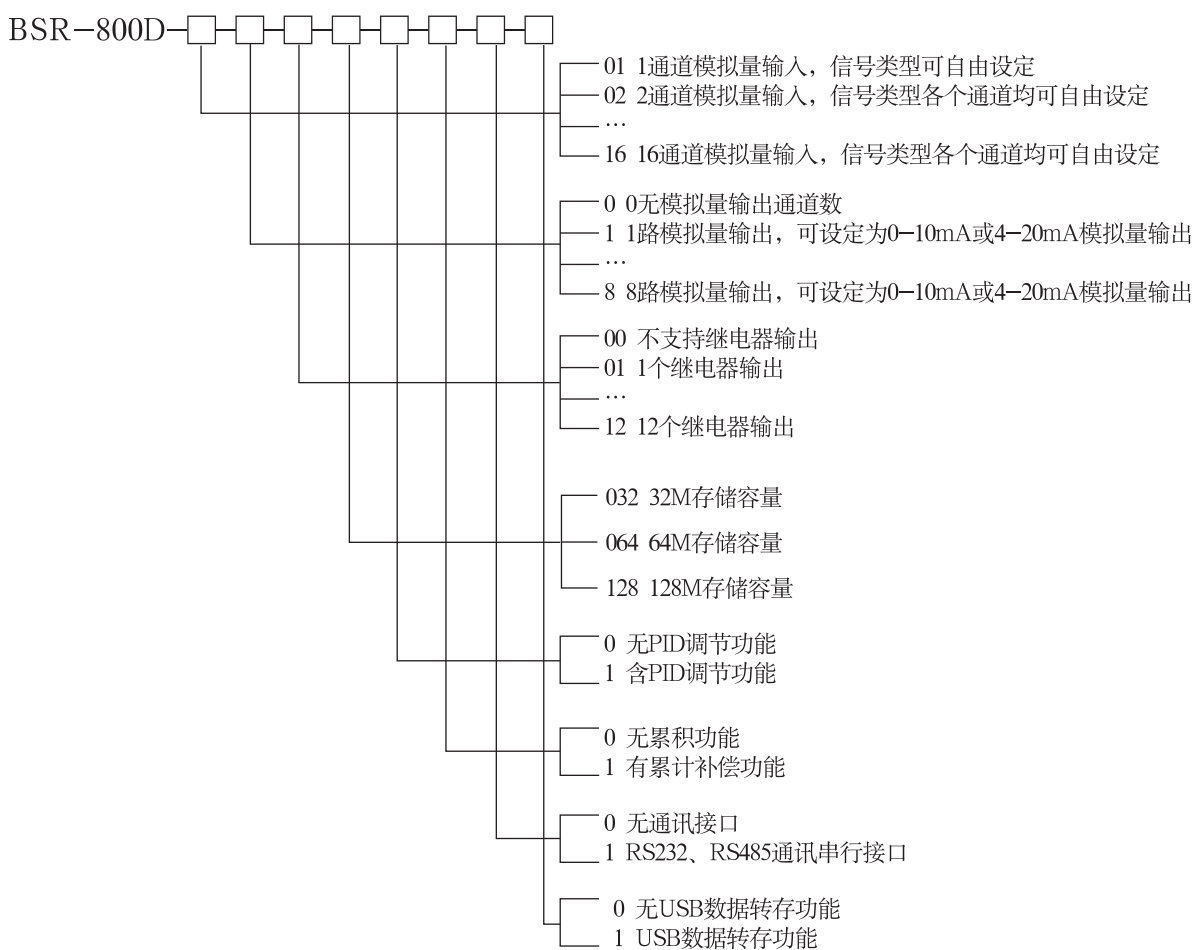 BSR-800D-□-□-□-□-□-□-□-□
01 1通道模拟量输入，信号类型可自由设定
02 2通道模拟量输入，信号类型各个通道均可自由设定
…
16 16通道模拟量输入，信号类型各个通道均可自由设定
0 0无模拟量输出通道数
1 1路模拟量输出，可设定为0-10mA或4-20mA模拟量输出
…
8 8路模拟量输出，可设定为0-10mA或4-20mA模拟量输出
00 不支持继电器输出
01 1个继电器输出
…
12 12个继电器输出
032 32M存储容量
064 64M存储容量
128 128M存储容量
0 无PID调节功能
1 含PID调节功能
0 无累积功能
1 有累计补偿功能
0 无通讯接口
1 RS232、RS485通讯串行接口
0 无USB数据转存功能
1 USB数据转存功能